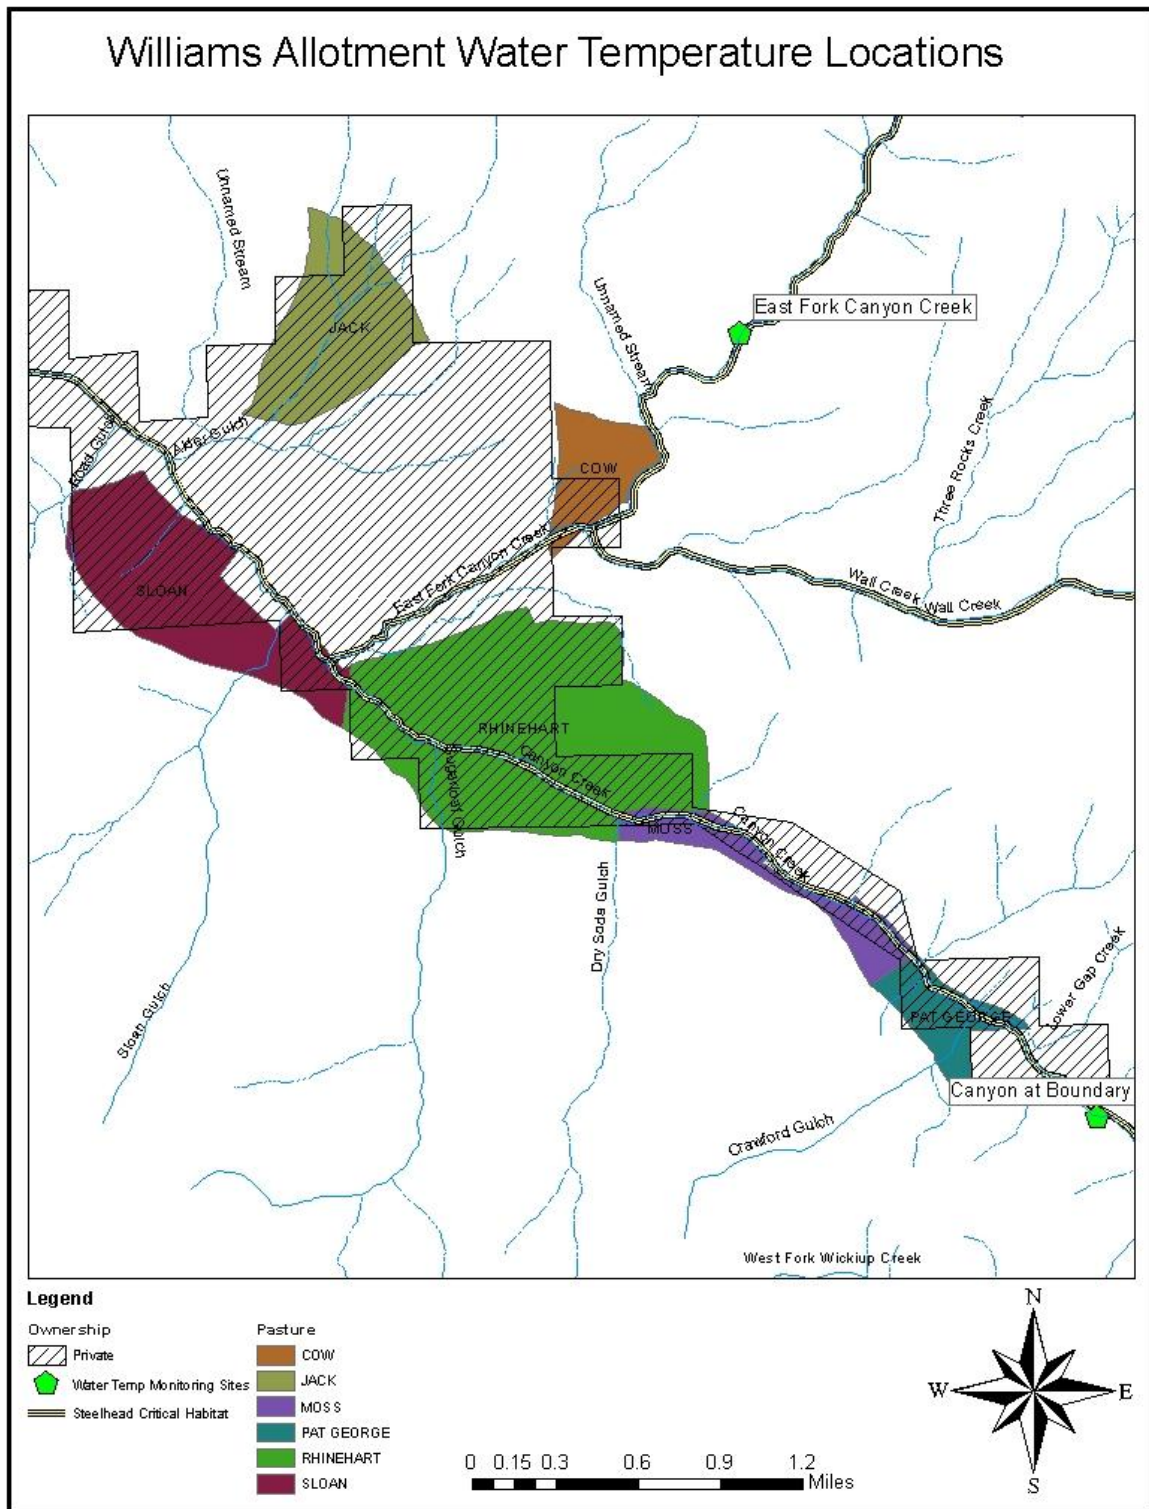 Williams Allotment Water Temperature Locations
Unnamed Stream
JACK
Unnamed Stream
East Fork Canyon Creek
Road Gulch
Alder Gulch
COW
Three Rocks Creek
SLOAN
East Fork Canyon Creek
Wall Creek
Wall Creek
RHINEHART
Canyon Creek
Sugarloaf Gulch
MOSS
Canyon Creek
Dry Soda Gulch
Sloan Gulch
PAT GEORGE
Lower Gap Creek
Canyon at Boundary
Crawford Gulch
West Fork Wickiup Creek
Legend
Ownership
Private
Water Temp Monitoring Sites
Steelhead Critical Habitat
Pasture
COW
JACK
MOSS
PAT GEORGE
RHINEHART
SLOAN
0 0.15 0.3 0.6 0.9 1.2
Miles
N
W E
S